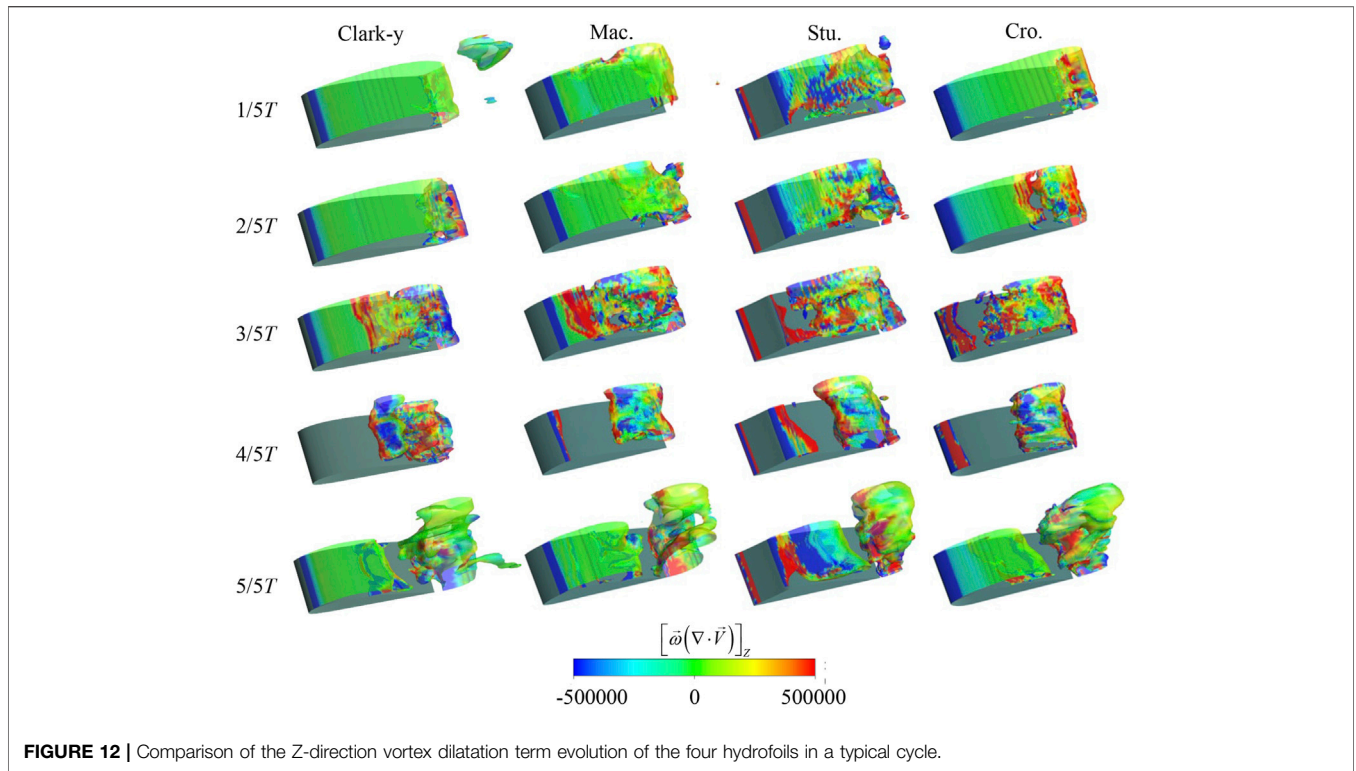 Clark-y Mac. Stu. Cro.
1/5T
2/5T
3/5T
4/5T
5/5T
[ω⃗(∇·V⃗)]_Z
-500000 0 500000
FIGURE 12 | Comparison of the Z-direction vortex dilatation term evolution of the four hydrofoils in a typical cycle.